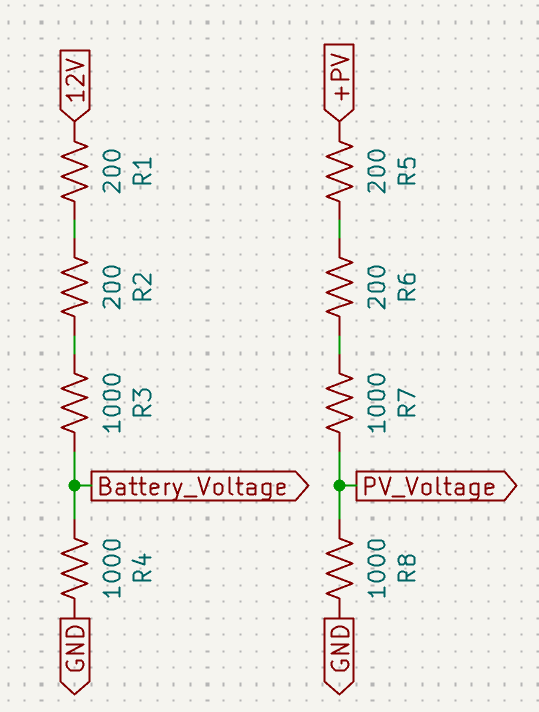 12V
200
R1
200
R2
1000
R3
Battery_Voltage
1000
R4
GND
+PV
200
R5
200
R6
1000
R7
PV_Voltage
1000
R8
GND